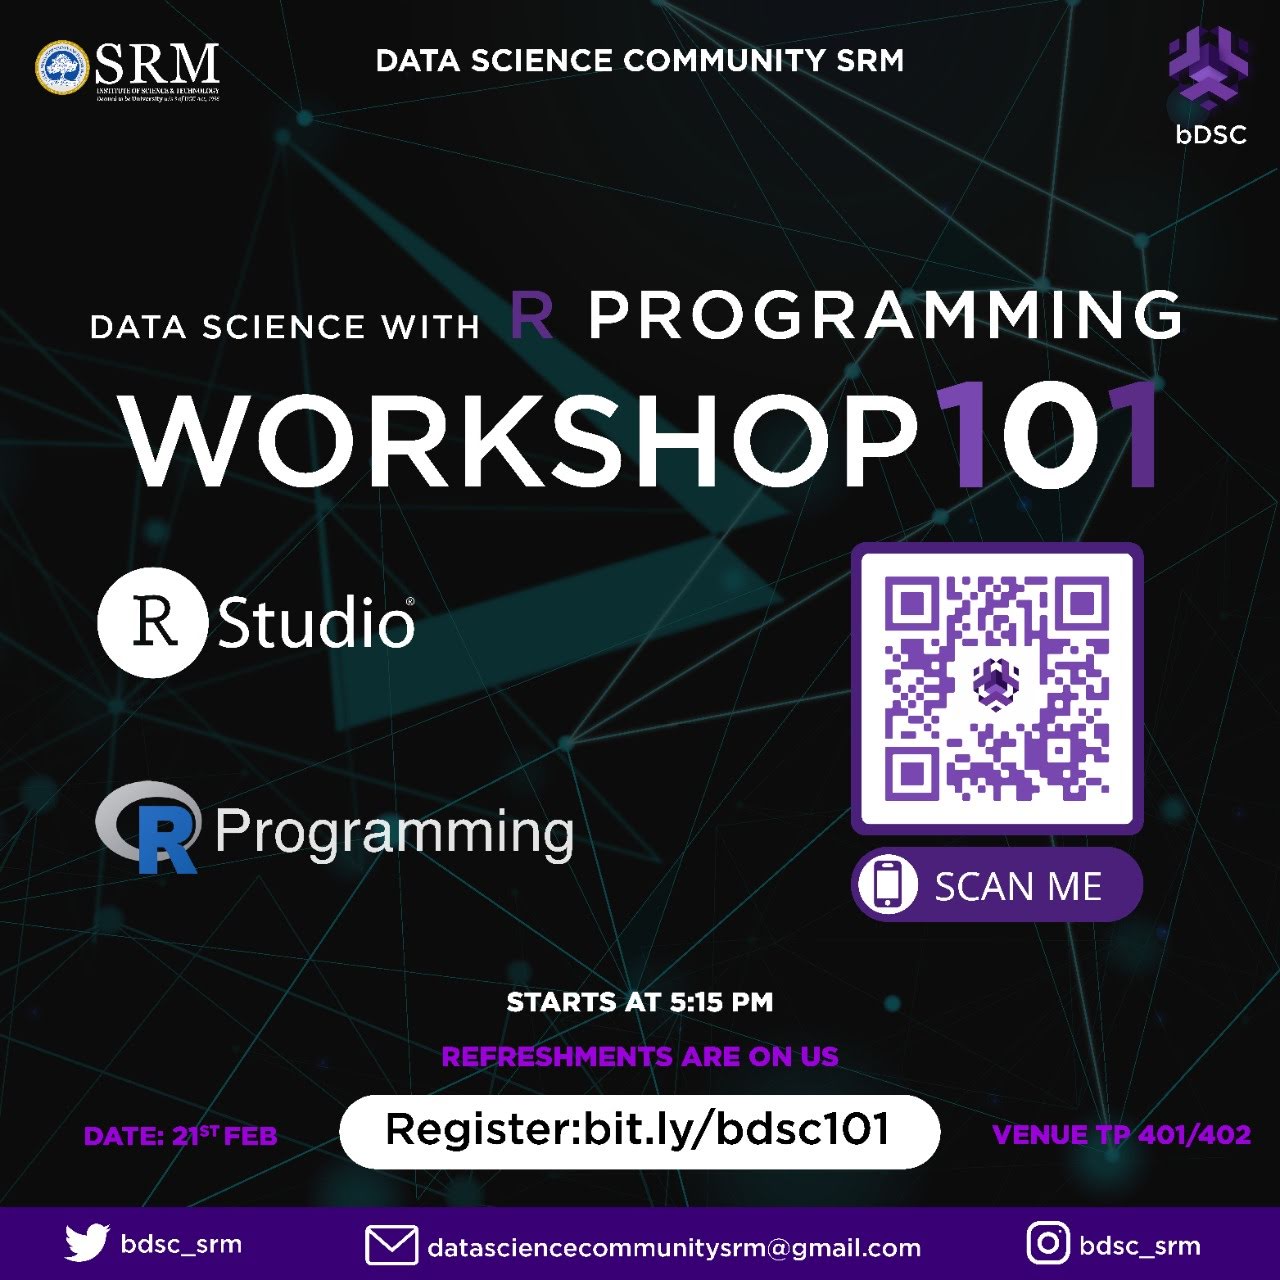 SRM
INSTITUTE OF SCIENCE & TECHNOLOGY
Deemed to be University u/s 3 of UGC Act, 1956
DATA SCIENCE COMMUNITY SRM
bDSC
DATA SCIENCE WITH R PROGRAMMING
WORKSHOP 101
R Studio®
R Programming
SCAN ME
STARTS AT 5:15 PM
REFRESHMENTS ARE ON US
DATE: 21ST FEB
Register:bit.ly/bdsc101
VENUE TP 401/402
bdsc_srm
datasciencecommunitysrm@gmail.com
bdsc_srm